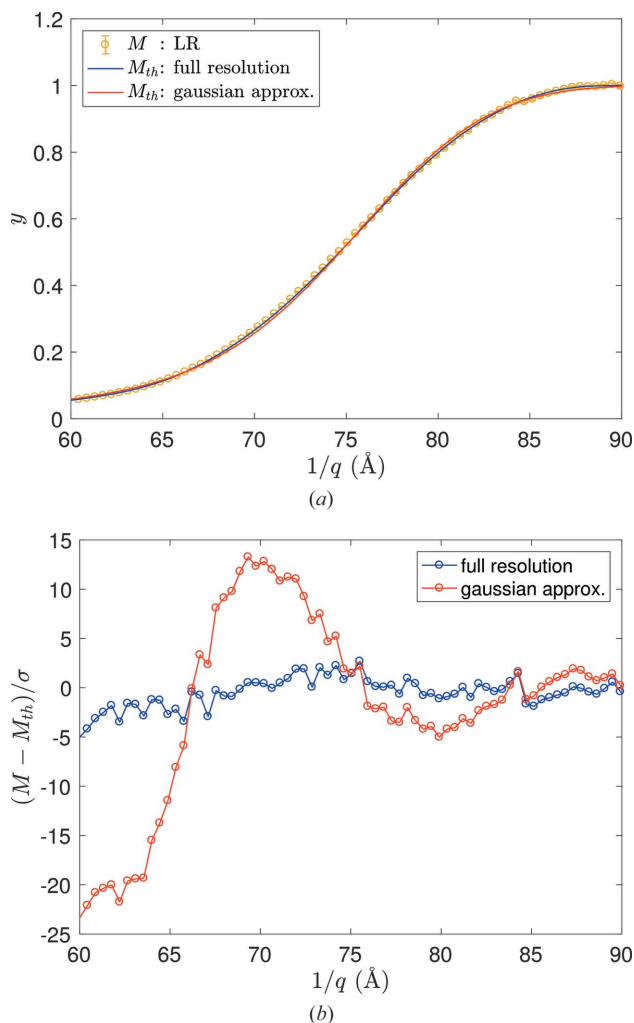 1.2
1
0.8
0.6
0.4
0.2
0
y
M : LR
M_th: full resolution
M_th: gaussian approx.
60 65 70 75 80 85 90
1/q (Å)
(a)
15
10
5
0
-5
-10
-15
-20
-25
(M − M_th)/σ
full resolution
gaussian approx.
60 65 70 75 80 85 90
1/q (Å)
(b)